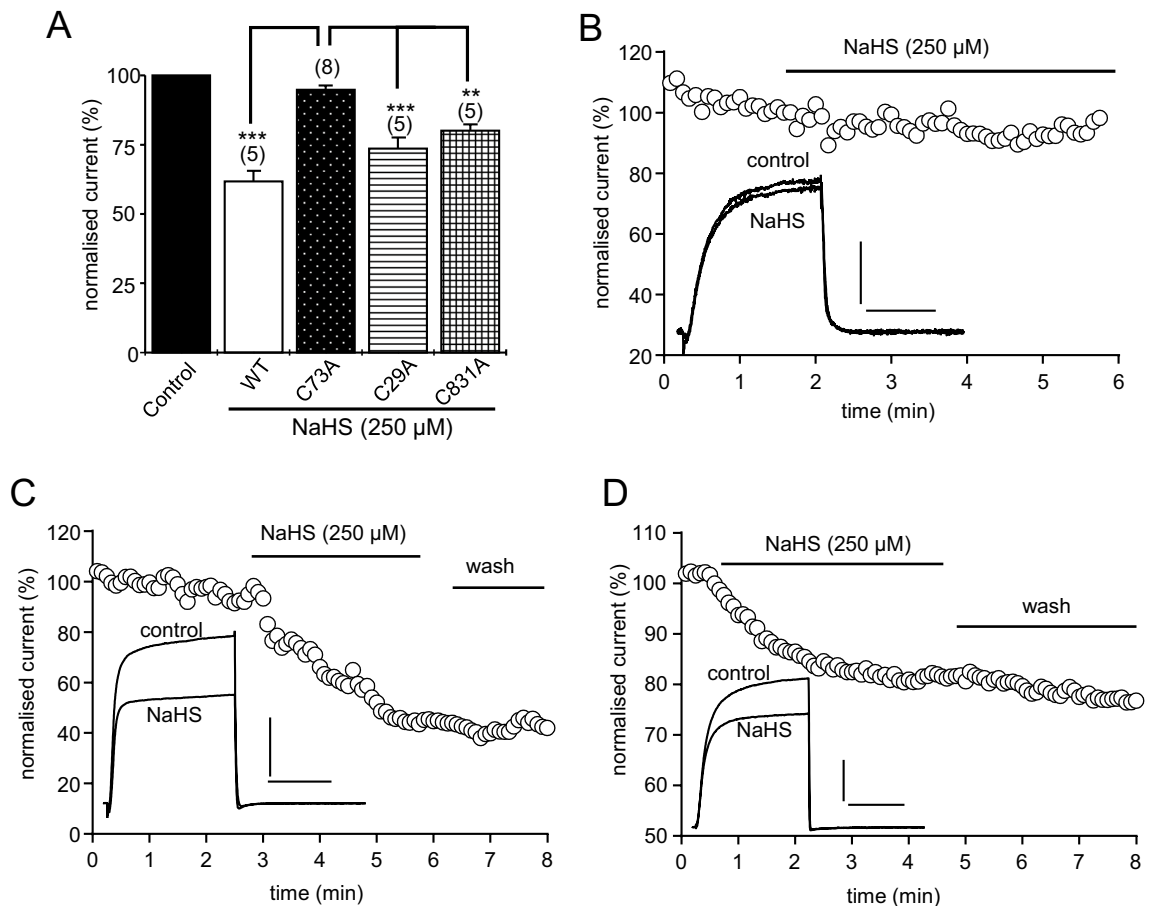 A
normalised current (%)
100
75
50
25
0
(8)
***
(5)
***
(5)
**
(5)
Control
WT
C73A
C29A
C831A
NaHS (250 µM)
B
normalised current (%)
120
100
80
60
40
20
NaHS (250 µM)
control
NaHS
0 1 2 3 4 5 6
time (min)
C
normalised current (%)
120
100
80
60
40
20
0
NaHS (250 µM)
wash
control
NaHS
0 1 2 3 4 5 6 7 8
time (min)
D
normalised current (%)
110
100
90
80
70
60
50
NaHS (250 µM)
wash
control
NaHS
0 1 2 3 4 5 6 7 8
time (min)